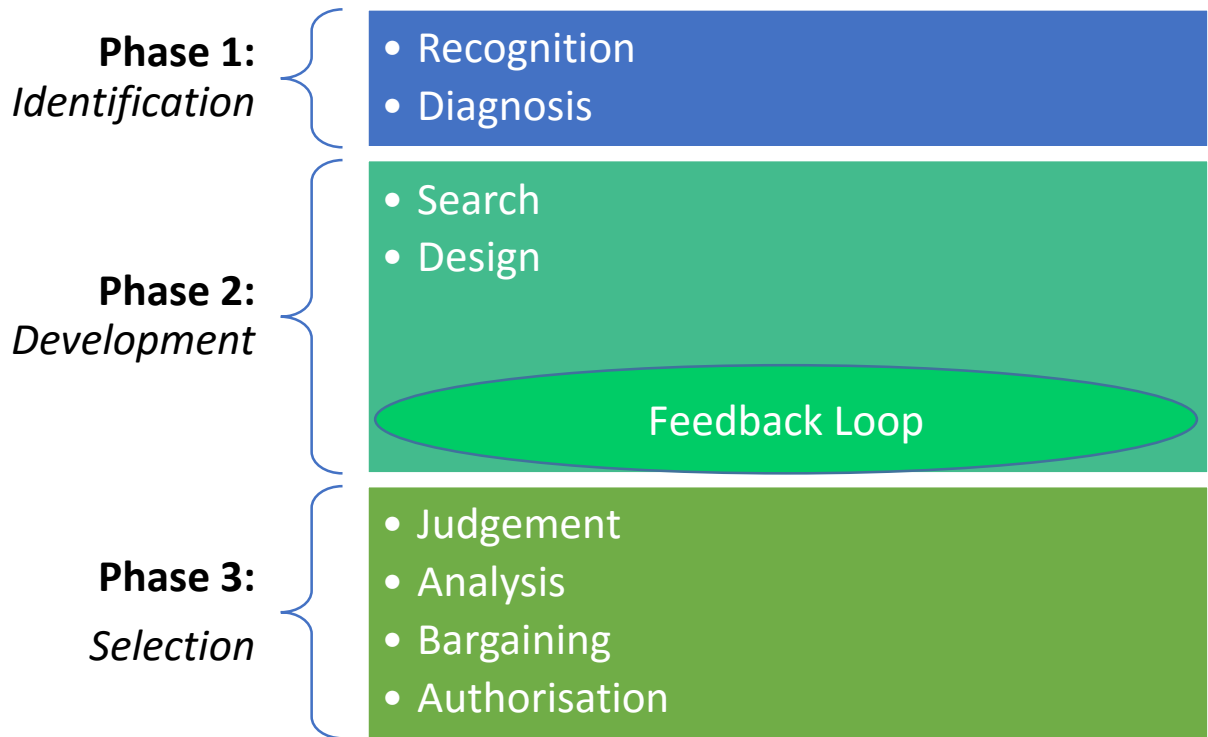 Phase 1:
Identification
• Recognition
• Diagnosis
Phase 2:
Development
• Search
• Design
Feedback Loop
Phase 3:
Selection
• Judgement
• Analysis
• Bargaining
• Authorisation